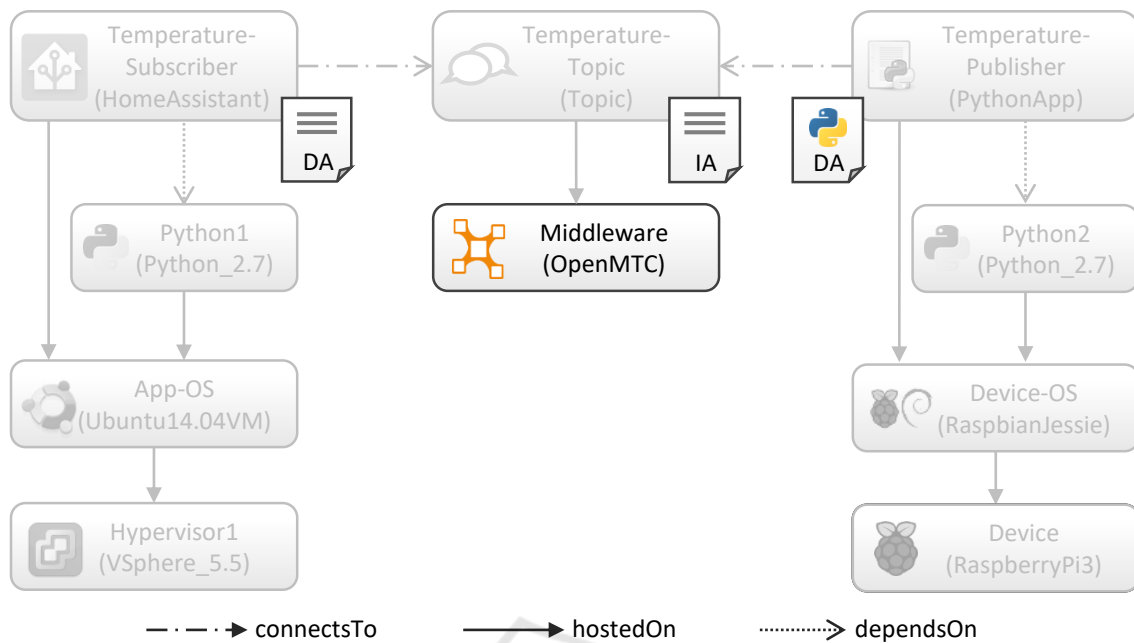 Temperature-
Subscriber
(HomeAssistant)
DA
Temperature-
Topic
(Topic)
IA
Temperature-
Publisher
(PythonApp)
DA
Python1
(Python_2.7)
Middleware
(OpenMTC)
Python2
(Python_2.7)
App-OS
(Ubuntu14.04VM)
Device-OS
(RaspbianJessie)
Hypervisor1
(VSphere_5.5)
Device
(RaspberryPi3)
connectsTo
hostedOn
dependsOn